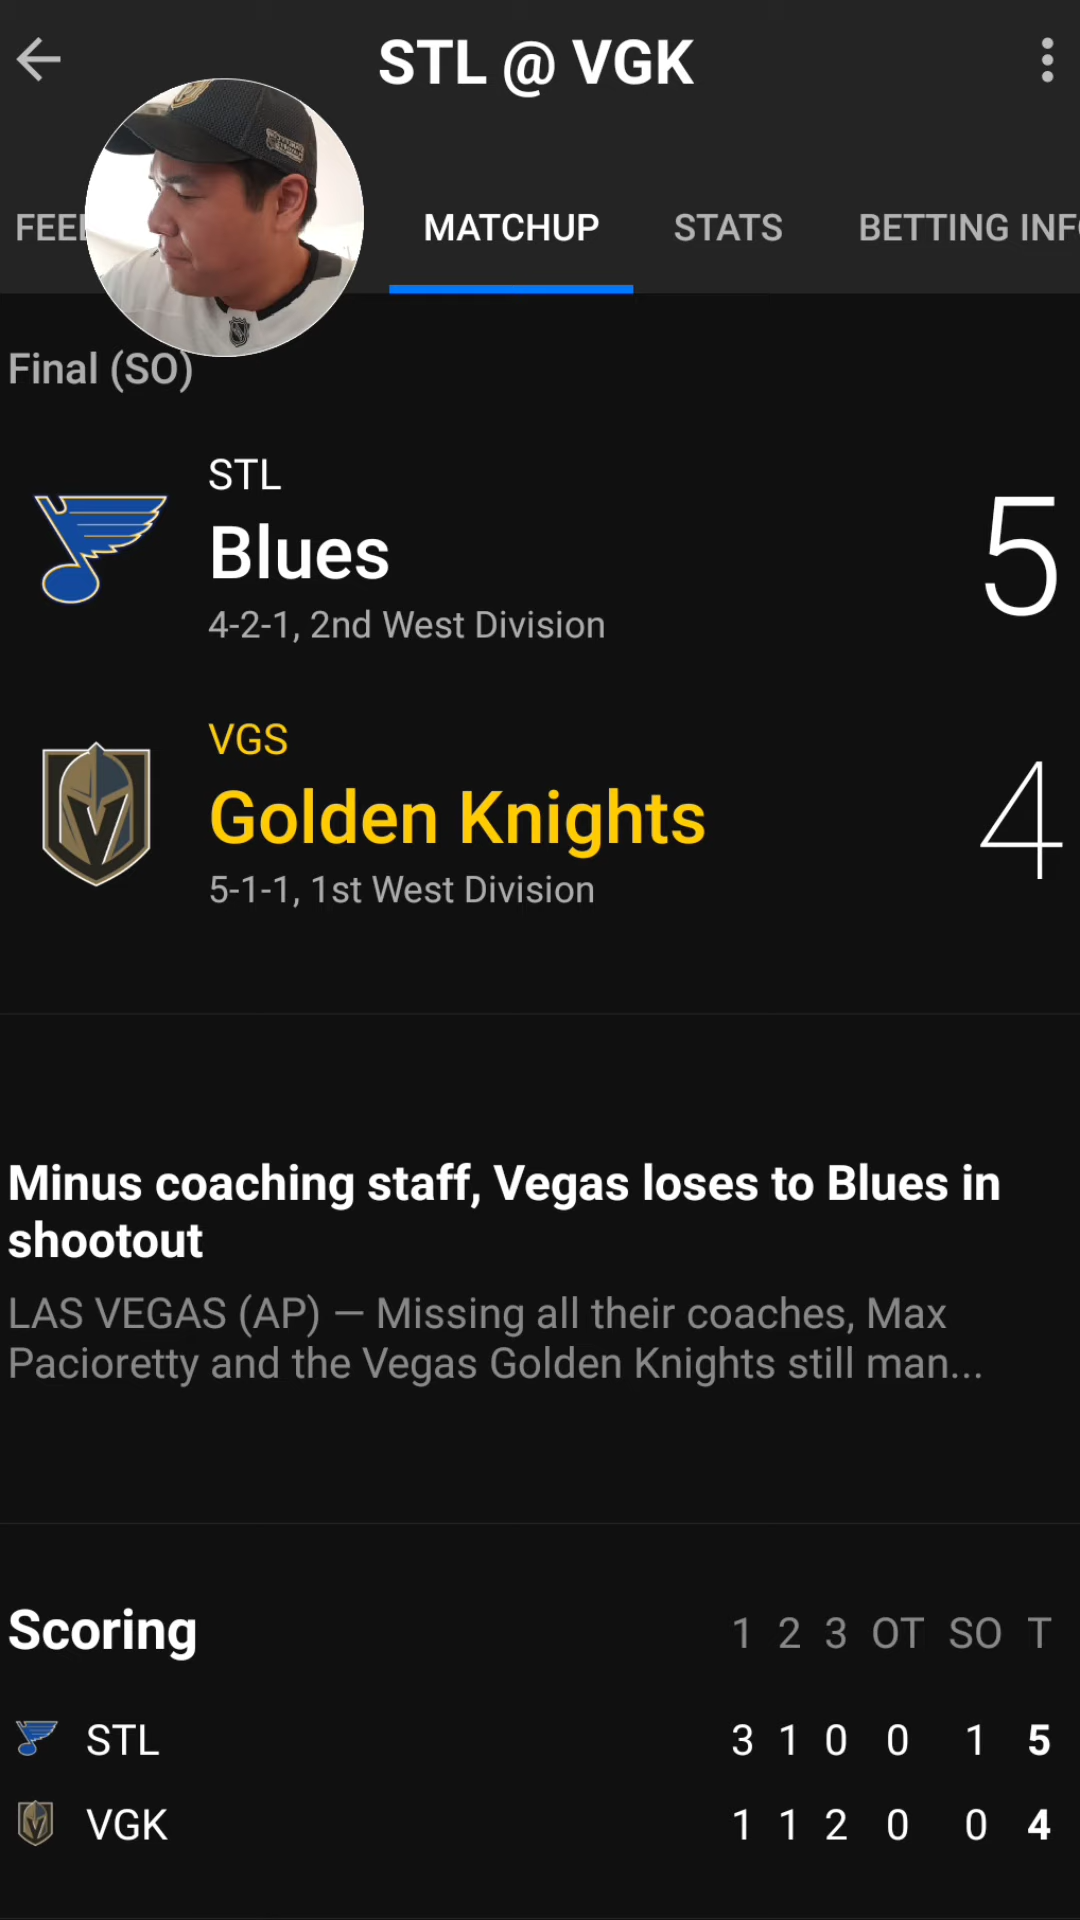 STL @ VGK
FEE
MATCHUP
STATS
BETTING INF
Final (SO)
STL
Blues
5
4-2-1, 2nd West Division
VGS
Golden Knights
4
5-1-1, 1st West Division
Minus coaching staff, Vegas loses to Blues in
shootout
LAS VEGAS (AP) — Missing all their coaches, Max
Pacioretty and the Vegas Golden Knights still man...
Scoring 1 2 3 OT SO T
STL 3 1 0 0 1 5
VGK 1 1 2 0 0 4